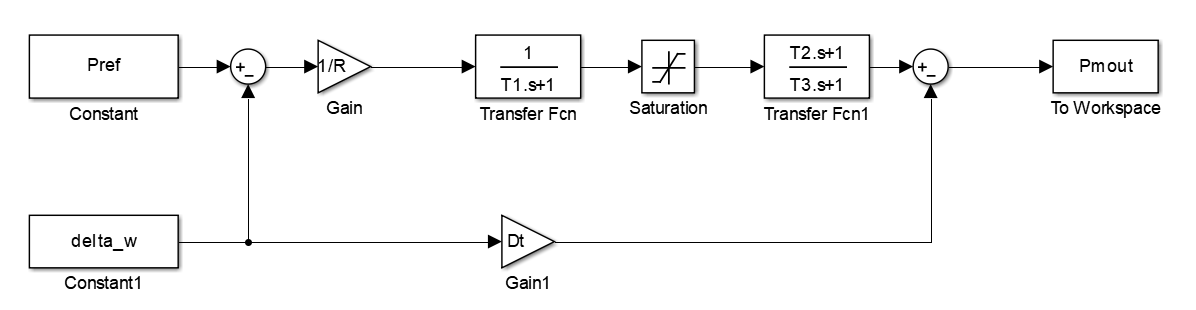 Pref
Constant
+
_
1/R
Gain
1
T1.s+1
Transfer Fcn
Saturation
T2.s+1
T3.s+1
Transfer Fcn1
+
_
Pmout
To Workspace
delta_w
Constant1
Dt
Gain1